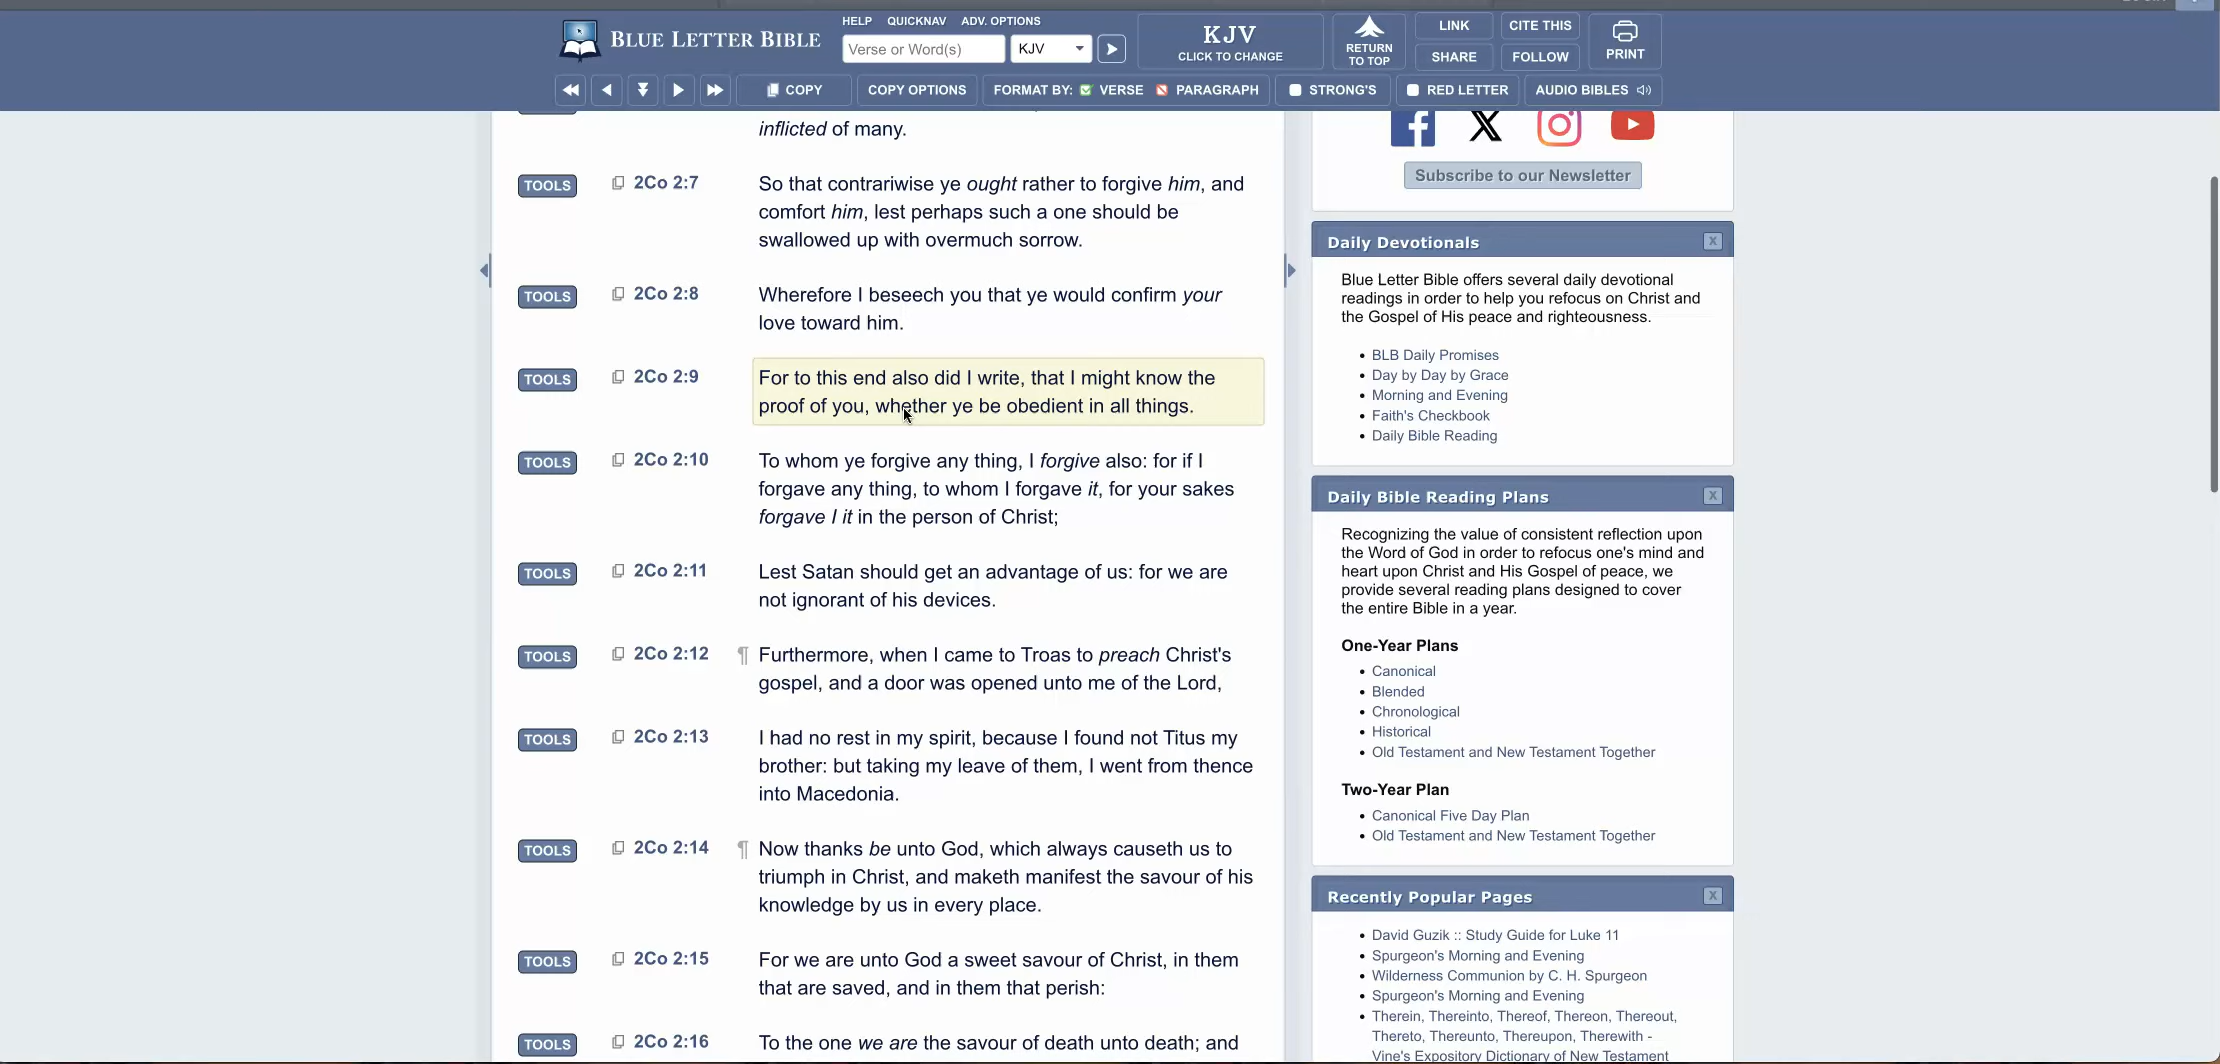 HELP QUICKNAV ADV. OPTIONS
BLUE LETTER BIBLE
Verse or Word(s)
KJV
KJV
CLICK TO CHANGE
RETURN
TO TOP
LINK
CITE THIS
SHARE
FOLLOW
PRINT
COPY
COPY OPTIONS
FORMAT BY: VERSE PARAGRAPH
STRONG'S
RED LETTER
AUDIO BIBLES
inflicted of many.
TOOLS 2Co 2:7 So that contrariwise ye ought rather to forgive him, and
comfort him, lest perhaps such a one should be
swallowed up with overmuch sorrow.
TOOLS 2Co 2:8 Wherefore I beseech you that ye would confirm your
love toward him.
TOOLS 2Co 2:9 For to this end also did I write, that I might know the
proof of you, whether ye be obedient in all things.
TOOLS 2Co 2:10 To whom ye forgive any thing, I forgive also: for if I
forgave any thing, to whom I forgave it, for your sakes
forgave I it in the person of Christ;
TOOLS 2Co 2:11 Lest Satan should get an advantage of us: for we are
not ignorant of his devices.
TOOLS 2Co 2:12 ¶ Furthermore, when I came to Troas to preach Christ's
gospel, and a door was opened unto me of the Lord,
TOOLS 2Co 2:13 I had no rest in my spirit, because I found not Titus my
brother: but taking my leave of them, I went from thence
into Macedonia.
TOOLS 2Co 2:14 ¶ Now thanks be unto God, which always causeth us to
triumph in Christ, and maketh manifest the savour of his
knowledge by us in every place.
TOOLS 2Co 2:15 For we are unto God a sweet savour of Christ, in them
that are saved, and in them that perish:
TOOLS 2Co 2:16 To the one we are the savour of death unto death; and
Subscribe to our Newsletter
Daily Devotionals X
Blue Letter Bible offers several daily devotional
readings in order to help you refocus on Christ and
the Gospel of His peace and righteousness.
• BLB Daily Promises
• Day by Day by Grace
• Morning and Evening
• Faith's Checkbook
• Daily Bible Reading
Daily Bible Reading Plans X
Recognizing the value of consistent reflection upon
the Word of God in order to refocus one's mind and
heart upon Christ and His Gospel of peace, we
provide several reading plans designed to cover
the entire Bible in a year.
One-Year Plans
• Canonical
• Blended
• Chronological
• Historical
• Old Testament and New Testament Together
Two-Year Plan
• Canonical Five Day Plan
• Old Testament and New Testament Together
Recently Popular Pages X
• David Guzik :: Study Guide for Luke 11
• Spurgeon's Morning and Evening
• Wilderness Communion by C. H. Spurgeon
• Spurgeon's Morning and Evening
• Therein, Thereinto, Thereof, Thereon, Thereout,
Thereto, Thereunto, Thereupon, Therewith -
Vine's Expository Dictionary of New Testament